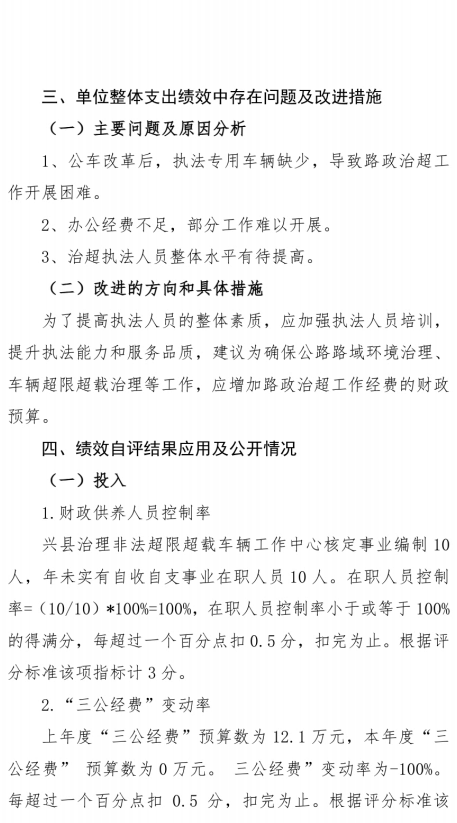 三、单位整体支出绩效中存在问题及改进措施
（一）主要问题及原因分析
1、公车改革后，执法专用车辆缺少，导致路政治超工
作开展困难。
2、办公经费不足，部分工作难以开展。
3、治超执法人员整体水平有待提高。
（二）改进的方向和具体措施
为了提高执法人员的整体素质，应加强执法人员培训，
提升执法能力和服务品质，建议为确保公路路域环境治理、
车辆超限超载治理等工作，应增加路政治超工作经费的财政
预算。
四、绩效自评结果应用及公开情况
（一）投入
1.财政供养人员控制率
兴县治理非法超限超载车辆工作中心核定事业编制 10
人，年末实有自收自支事业在职人员 10 人。在职人员控制
率=（10/10）*100%=100%，在职人员控制率小于或等于 100%
的得满分，每超过一个百分点扣 0.5 分，扣完为止。根据评
分标准该项指标计 3 分。
2.“三公经费”变动率
上年度“三公经费”预算数为 12.1 万元，本年度“三
公经费” 预算数为 0 万元。 三公经费”变动率为-100%。
每超过一个百分点扣 0.5 分，扣完为止。根据评分标准该